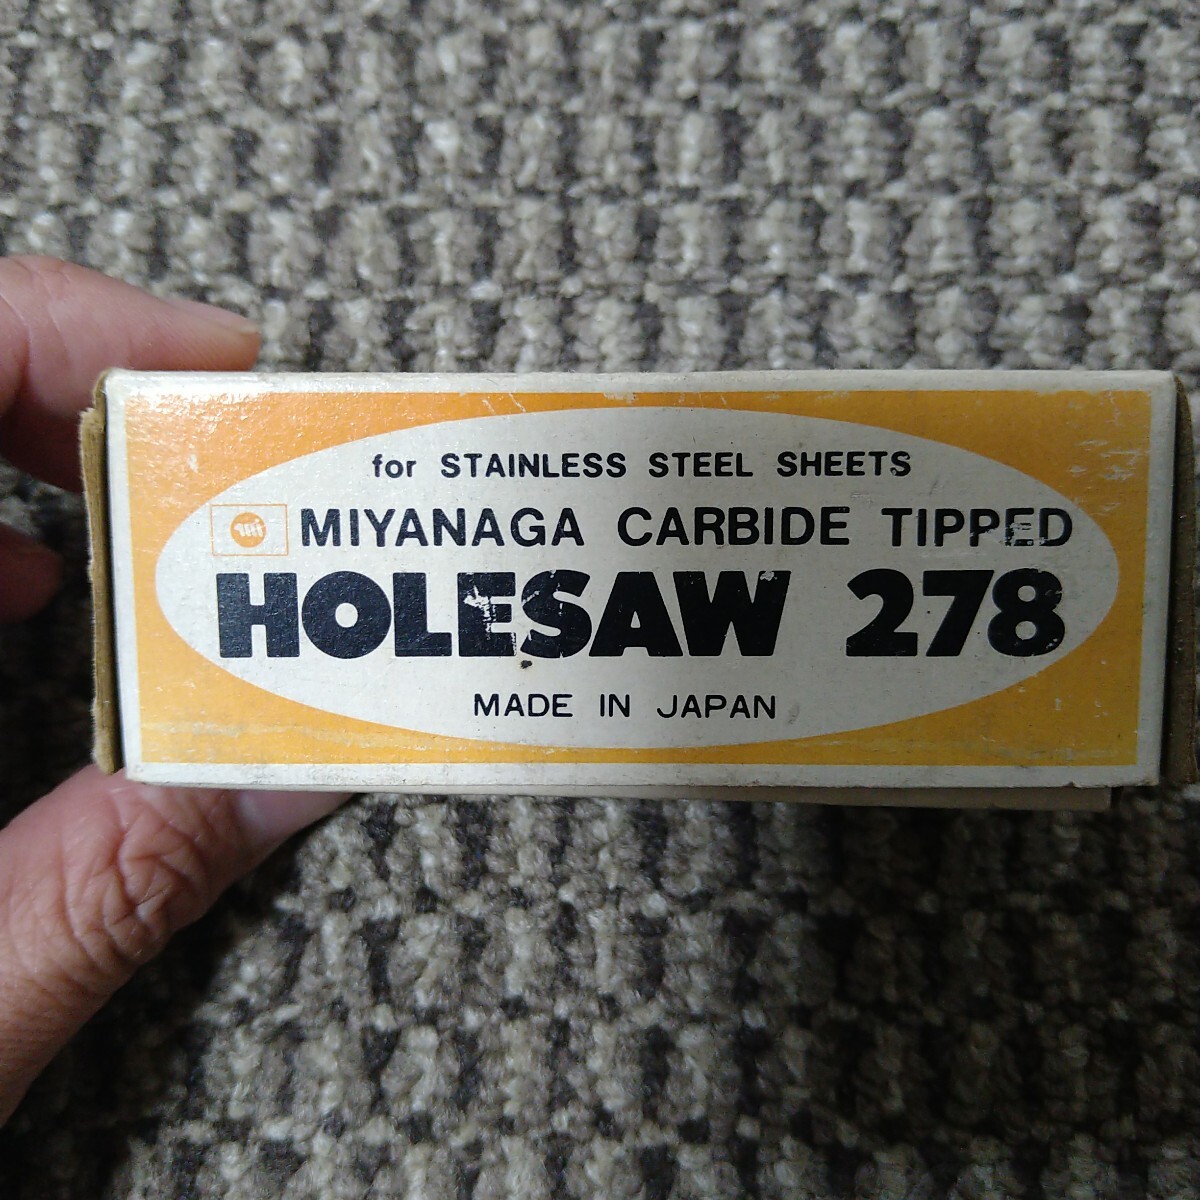 for STAINLESS STEEL SHEETS
MIYANAGA CARBIDE TIPPED
HOLESAW 278
MADE IN JAPAN